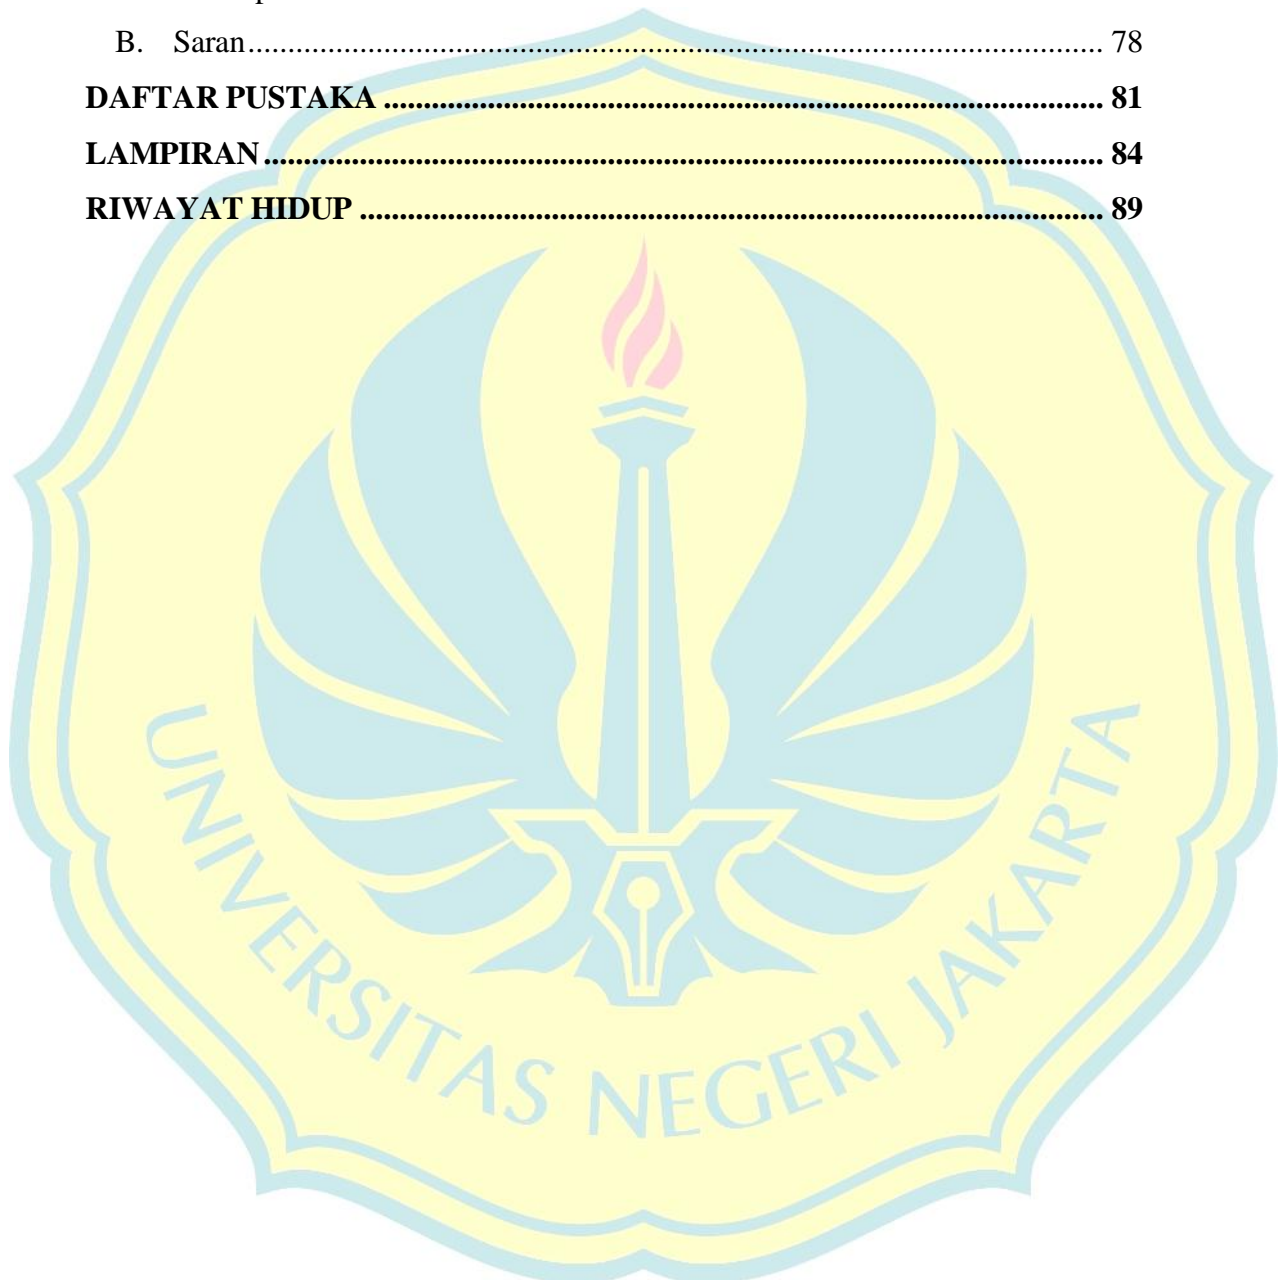 B. Saran........................................................................................................... 78
DAFTAR PUSTAKA ........................................................................................... 81
LAMPIRAN.......................................................................................................... 84
RIWAYAT HIDUP .............................................................................................. 89
UNIVERSITAS NEGERI JAKARTA